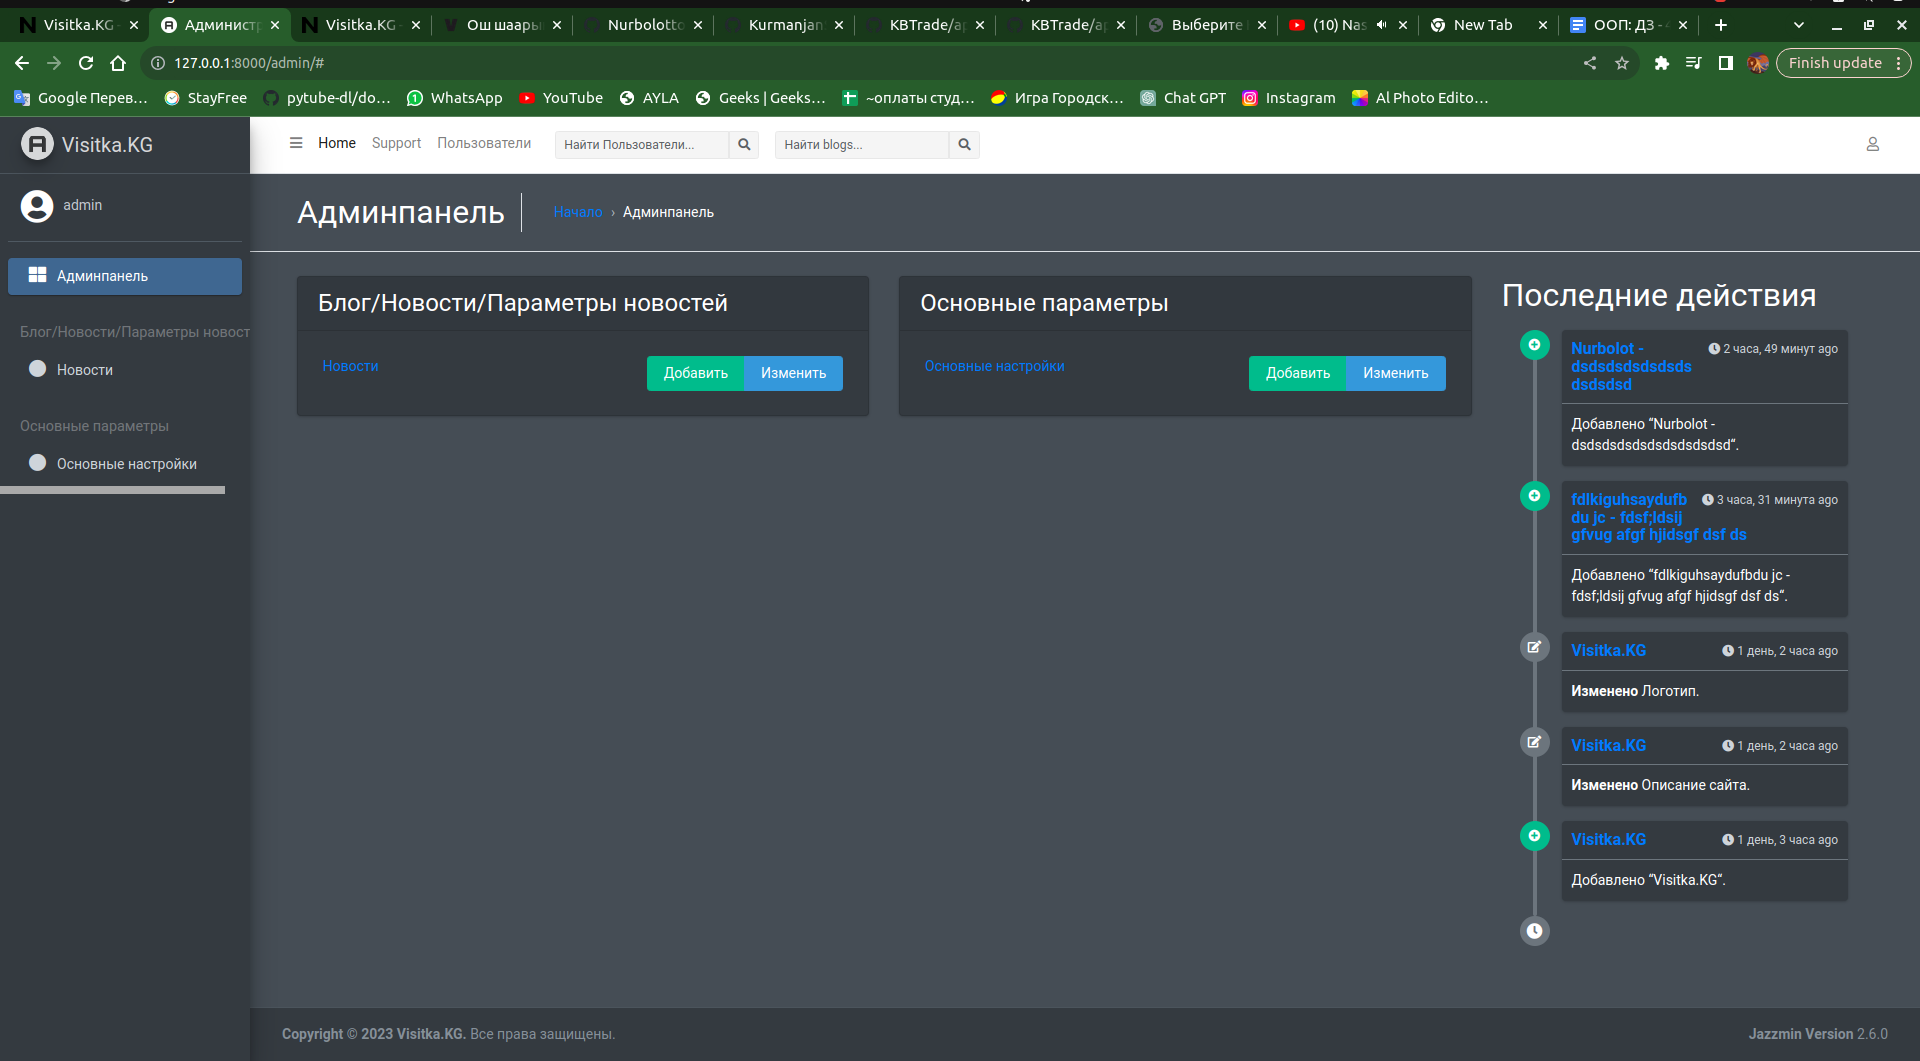 Visitka.KG -
Администр
Visitka.KG -
Ош шаары
Nurbolotto
Kurmanjan
KBTrade/ap
KBTrade/ap
Выберите
(10) Nas
New Tab
ООП: ДЗ -
127.0.0.1:8000/admin/#
Finish update
Google Перев...
StayFree
pytube-dl/do...
WhatsApp
YouTube
AYLA
Geeks | Geeks...
~оплаты студ...
Игра Городск...
Chat GPT
Instagram
AI Photo Edito...
Visitka.KG
Home
Support
Пользователи
Найти Пользователи...
Найти blogs...
admin
Админпанель
Начало › Админпанель
Админпанель
Блог/Новости/Параметры новост
Новости
Основные параметры
Основные настройки
Блог/Новости/Параметры новостей
Новости
Добавить
Изменить
Основные параметры
Основные настройки
Добавить
Изменить
Последние действия
Nurbolot -
dsdsdsdsdsdsds
dsdsdsd
2 часа, 49 минут ago
Добавлено “Nurbolot -
dsdsdsdsdsdsdsdsdsdsd“.
fdlkiguhsaydufb
du jc - fdsf;ldsij
gfvug afgf hjidsgf dsf ds
3 часа, 31 минута ago
Добавлено “fdlkiguhsaydufbdu jc -
fdsf;ldsij gfvug afgf hjidsgf dsf ds“.
Visitka.KG
1 день, 2 часа ago
Изменено Логотип.
Visitka.KG
1 день, 2 часа ago
Изменено Описание сайта.
Visitka.KG
1 день, 3 часа ago
Добавлено “Visitka.KG“.
Copyright © 2023 Visitka.KG. Все права защищены.
Jazzmin Version 2.6.0